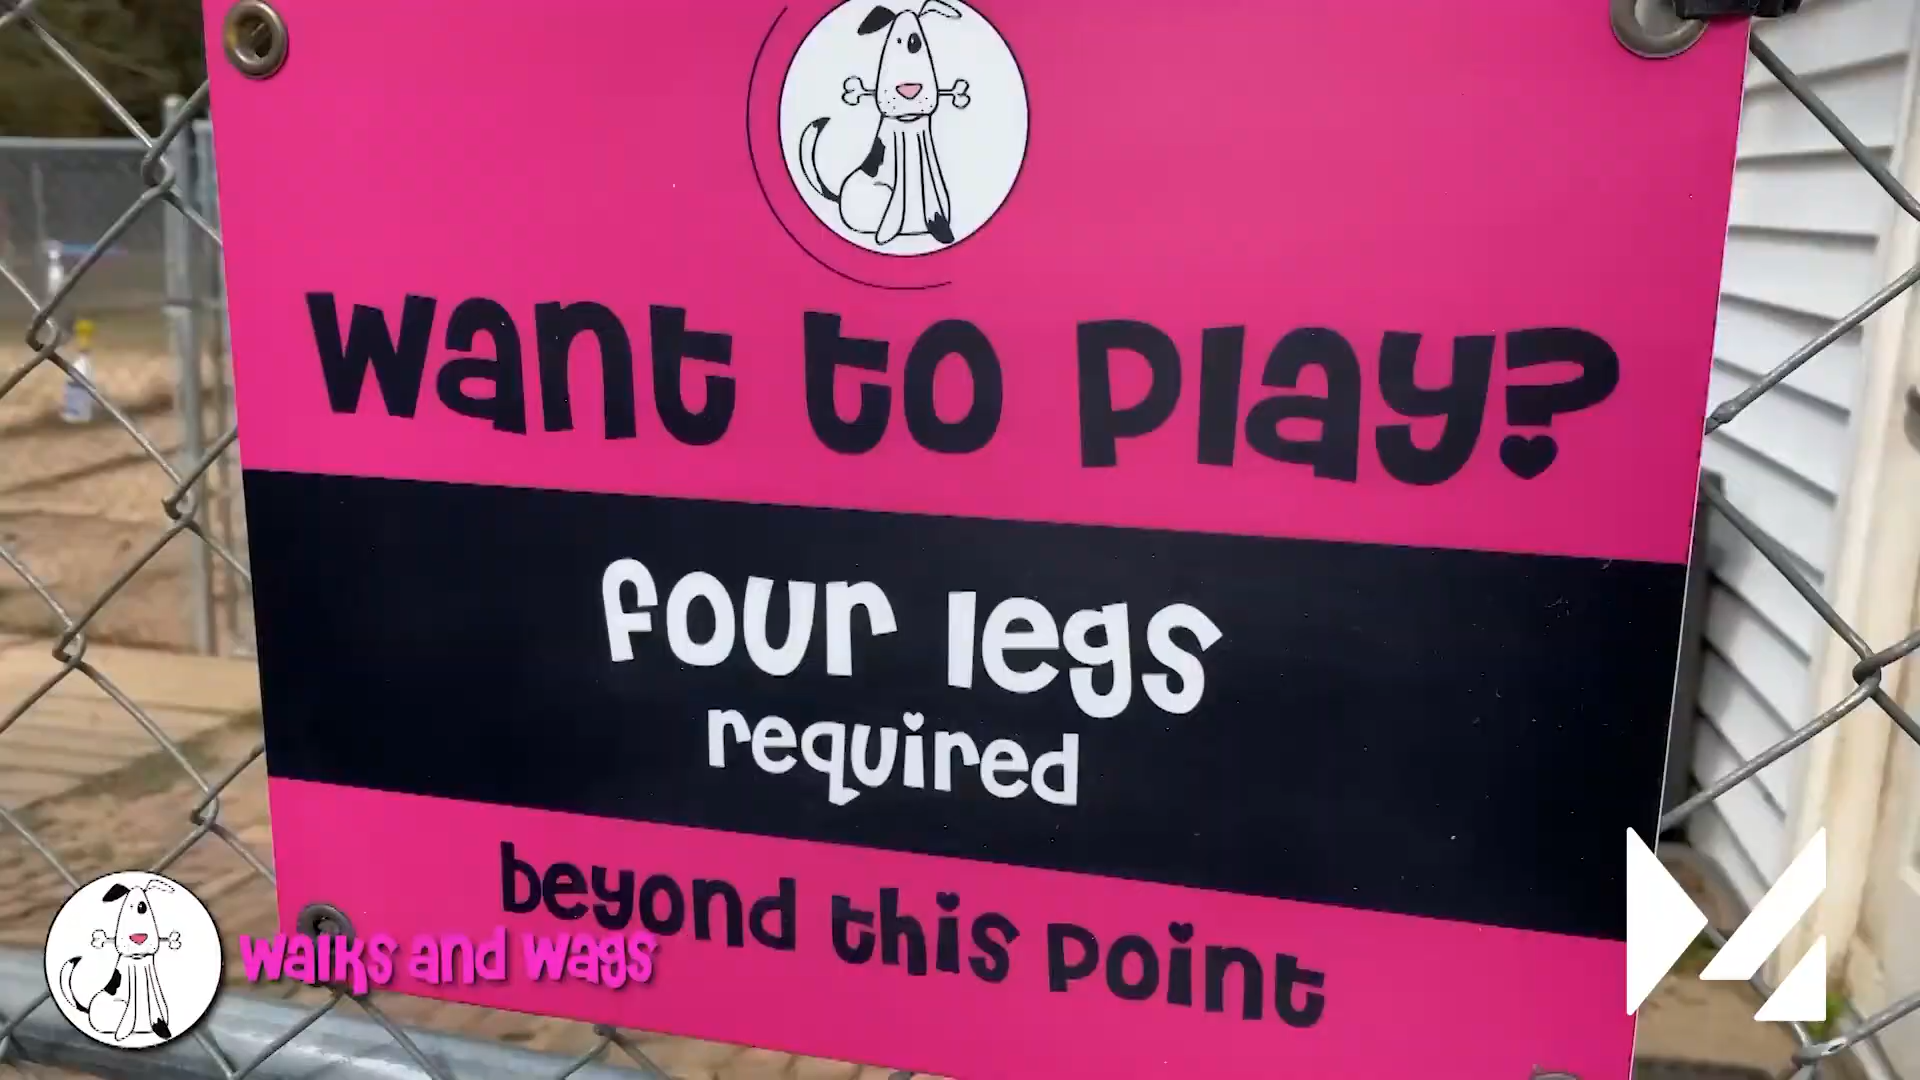 want to play?
four legs
required
beyond this point
walks and wags